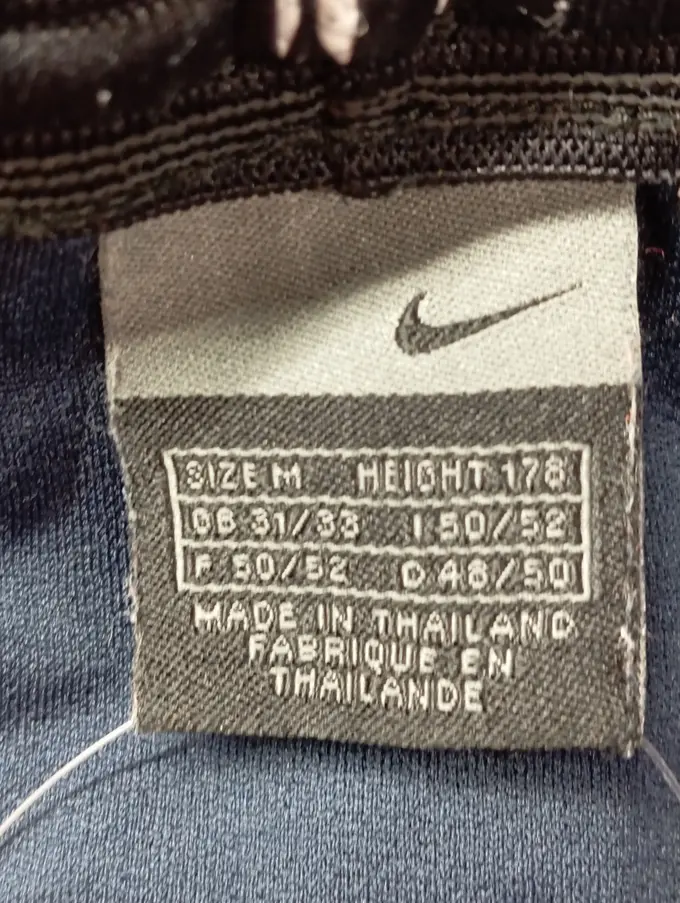 SIZE M HEIGHT 178
GB 31/33 I 50/52
F 50/52 D 48/50
MADE IN THAILAND
FABRIQUE EN
THAILANDE